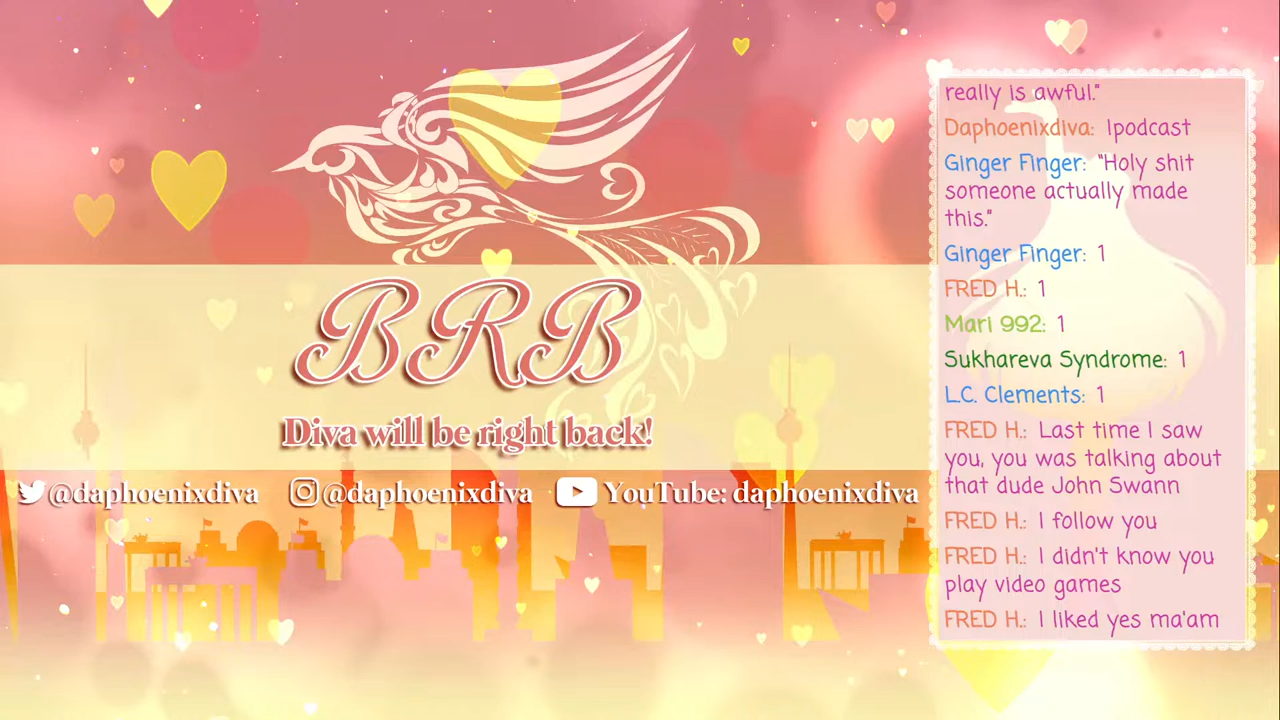 BRB
Diva will be right back!
@daphoenixdiva @daphoenixdiva YouTube: daphoenixdiva
really is awful."
Daphoenixdiva: 1podcast
Ginger Finger: "Holy shit
someone actually made
this."
Ginger Finger: 1
FRED H.: 1
Mari 992: 1
Sukhareva Syndrome: 1
L.C. Clements: 1
FRED H.: Last time I saw
you, you was talking about
that dude John Swann
FRED H.: I follow you
FRED H.: I didn't know you
play video games
FRED H.: I liked yes ma'am